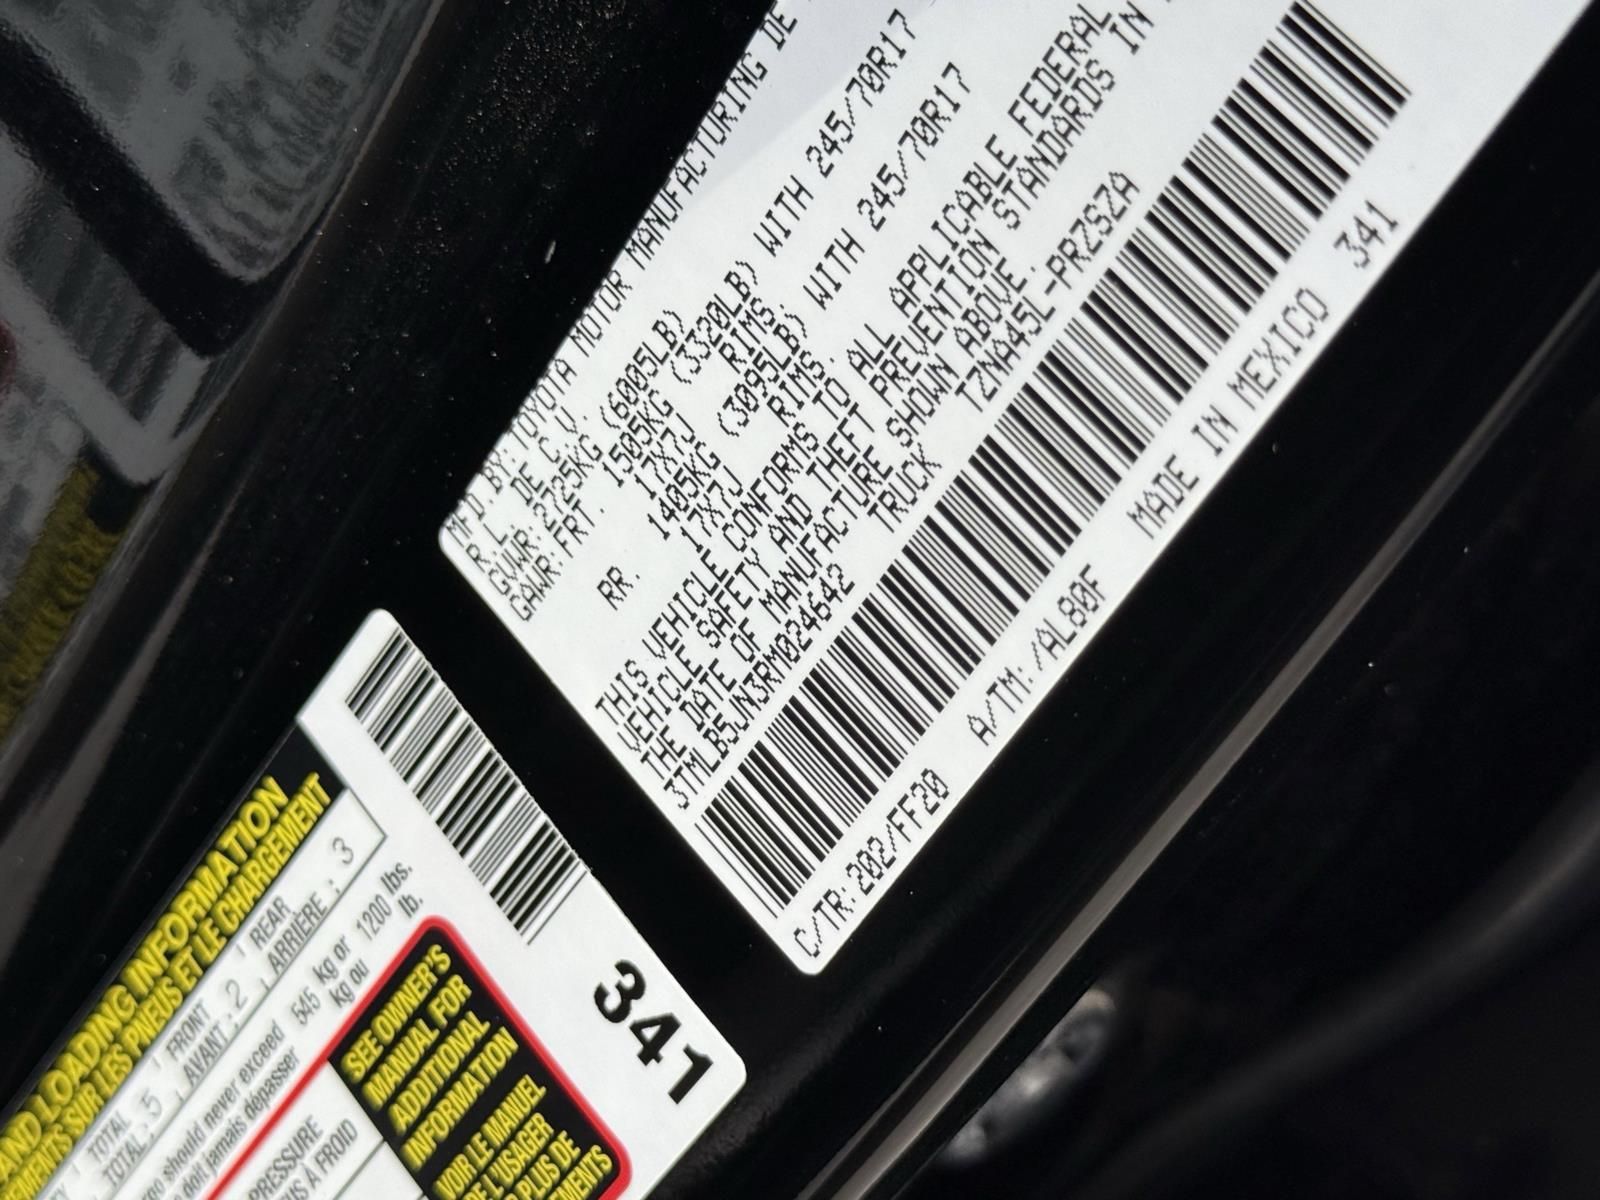 MFD. BY: TOYOTA MOTOR MANUFACTURING DE
R. L. DE C.V.
GVWR: 2725KG (6005LB)
GAWR: FRT. 1505KG (3320LB) WITH 245/70R17
17X7J RIMS.
RR. 1405KG (3095LB) WITH 245/70R17
17X7J RIMS.
THIS VEHICLE CONFORMS TO ALL APPLICABLE FEDERAL
VEHICLE SAFETY AND THEFT PREVENTION STANDARDS IN
THE DATE OF MANUFACTURE SHOWN ABOVE.
3TMLB5JN3RM024642 TRUCK TZNA45L-PRZSZA
C/TR: 202/FF20 A/TM: /AL80F MADE IN MEXICO 341
AND LOADING INFORMATION
SUR LES PNEUS ET LE CHARGEMENT
TOTAL 5 FRONT 2 REAR 3
TOTAL: AVANT: ARRIÈRE:
should never exceed 545 kg or 1200 lbs.
doit jamais dépasser kg ou lb.
PRESSURE
À FROID
SEE OWNER'S
MANUAL FOR
ADDITIONAL
INFORMATION
VOIR LE MANUEL
DE L'USAGER
PLUS DE
341